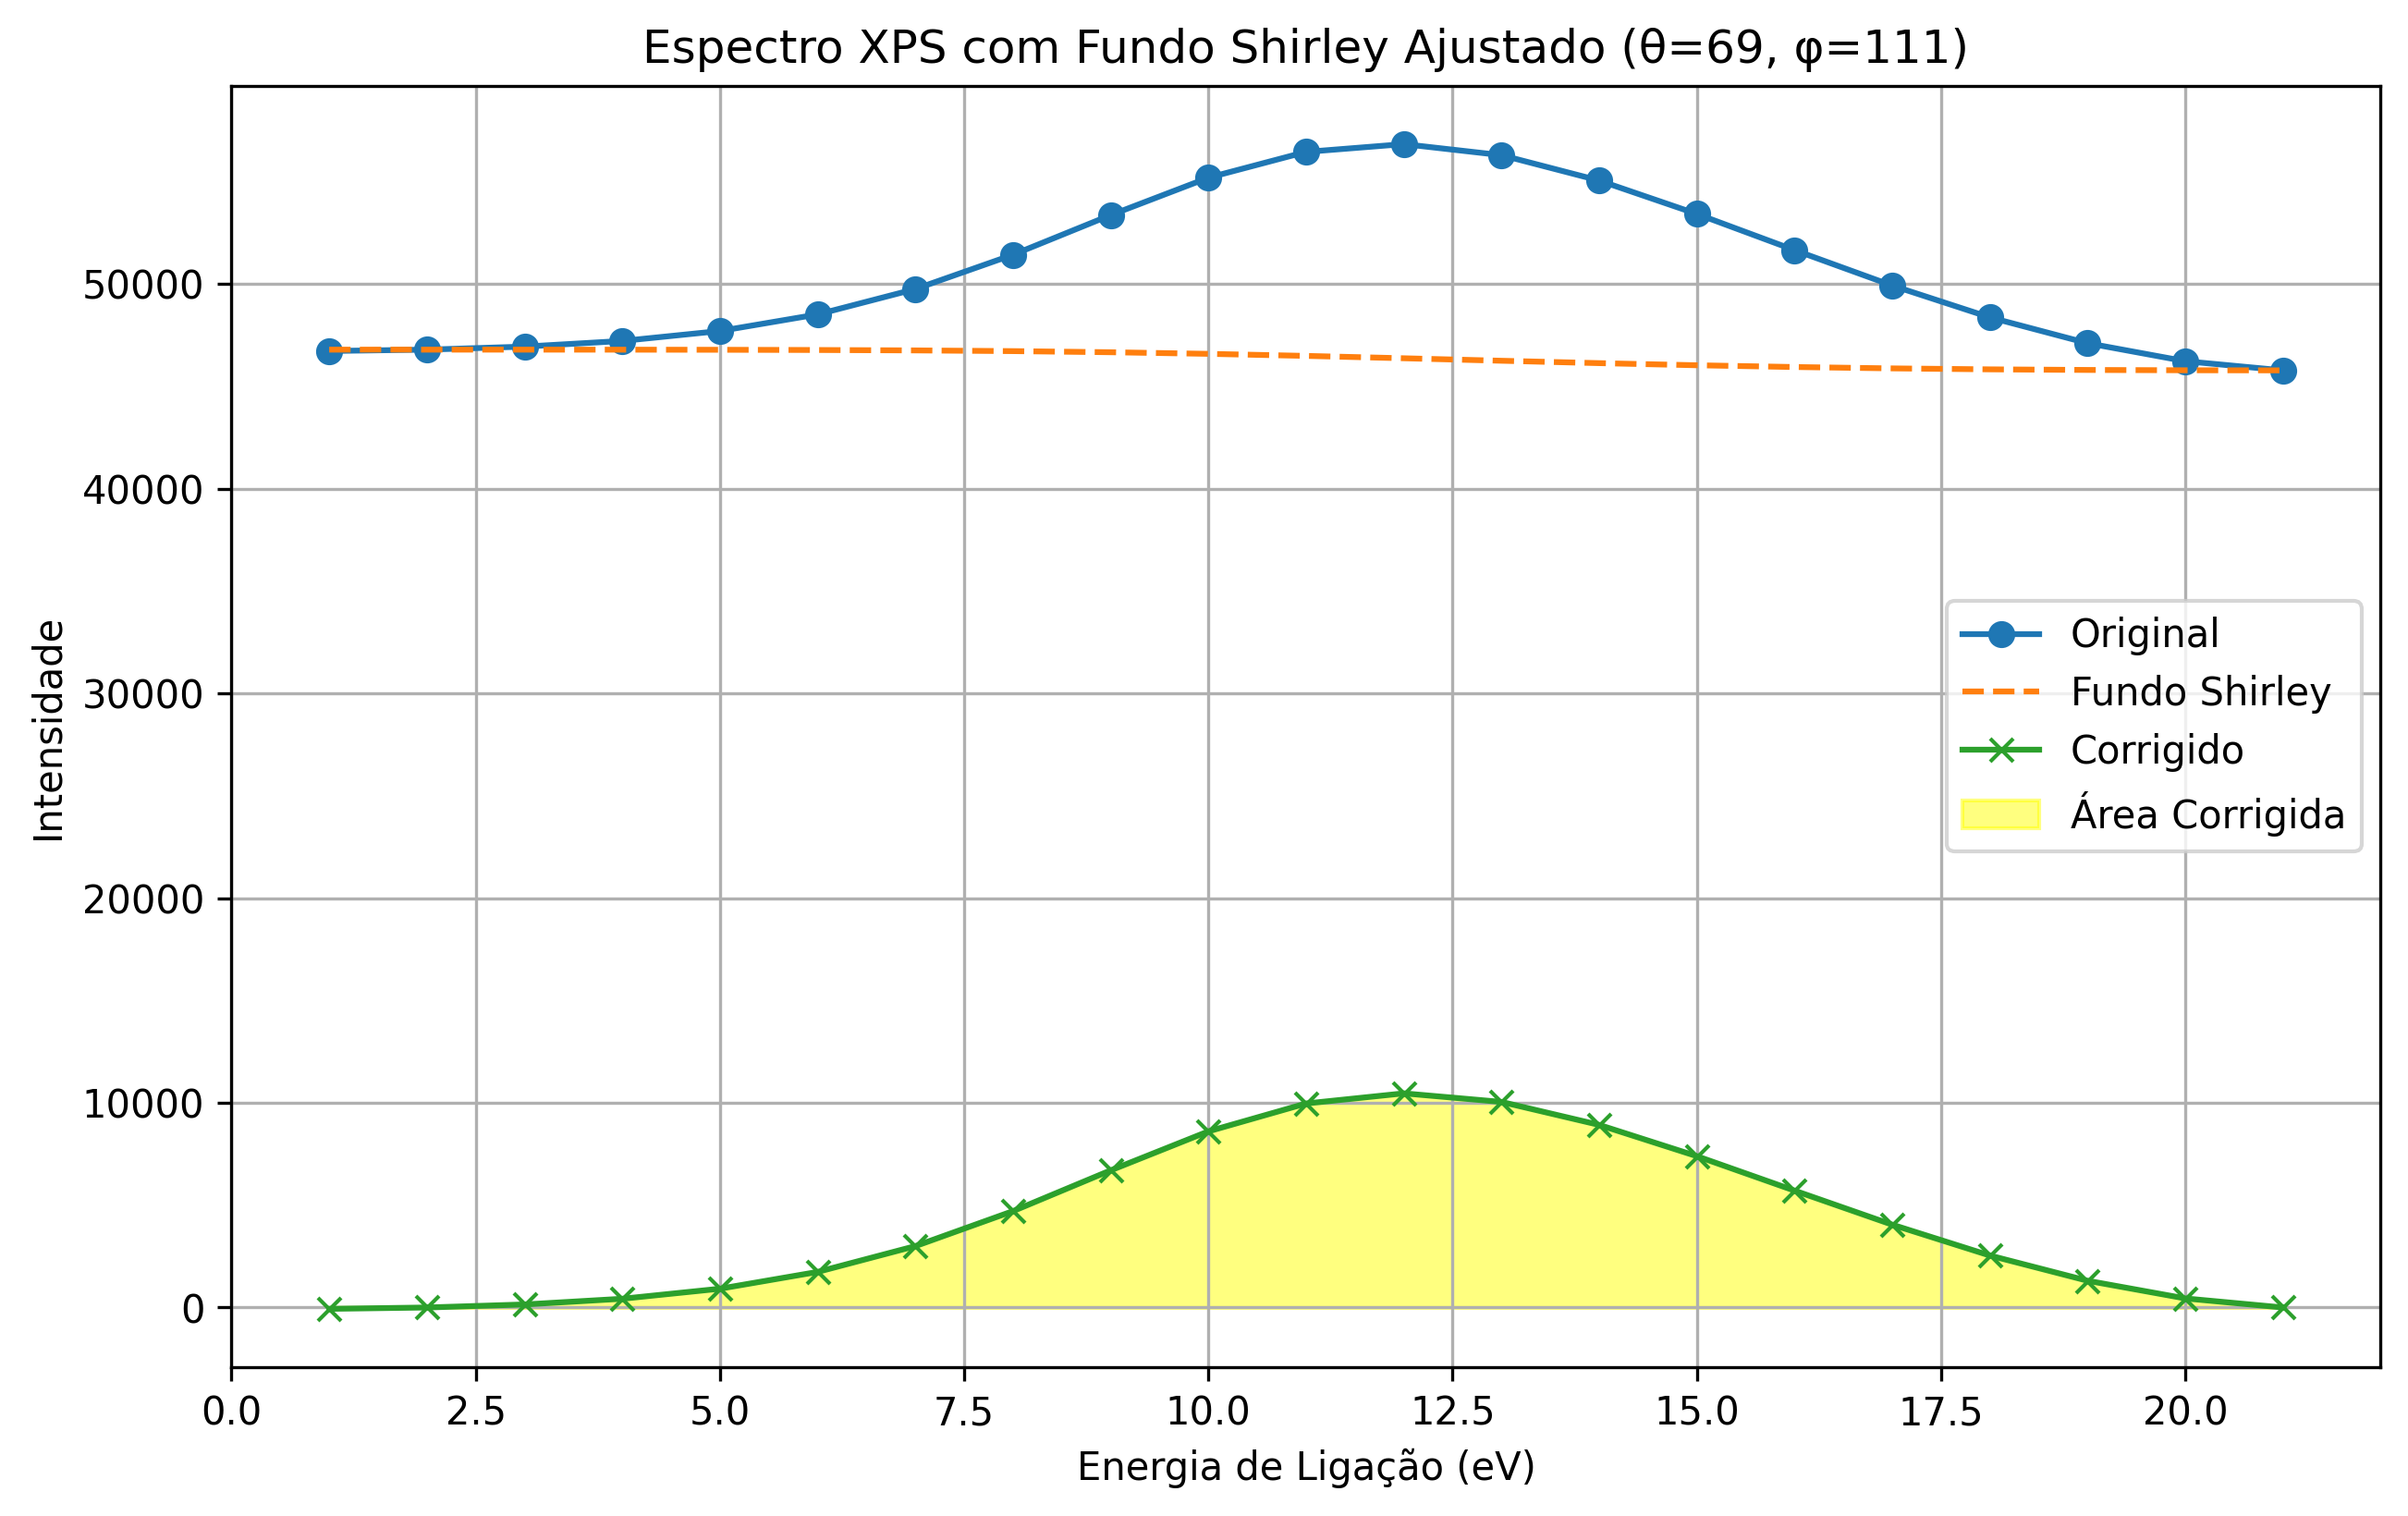 Espectro XPS com Fundo Shirley Ajustado (θ=69, φ=111)
Intensidade
50000
40000
30000
20000
10000
0
Original
Fundo Shirley
Corrigido
Área Corrigida
0.0 2.5 5.0 7.5 10.0 12.5 15.0 17.5 20.0
Energia de Ligação (eV)